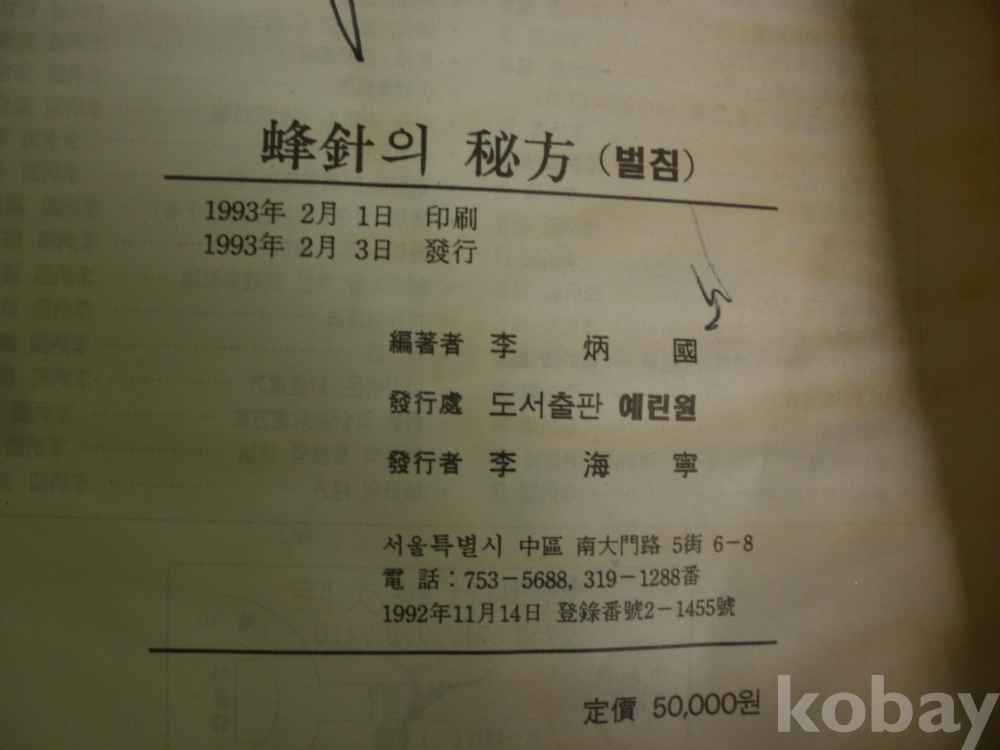 蜂針의 秘方 (벌침)
1993年 2月 1日 印刷
1993年 2月 3日 發行
編著者 李炳國
發行處 도서출판 예린원
發行者 李海寧
서울특별시 中區 南大門路 5街 6-8
電話 : 753-5688, 319-1288番
1992年11月14日 登錄番號2-1455號
定價 50,000원
kobay